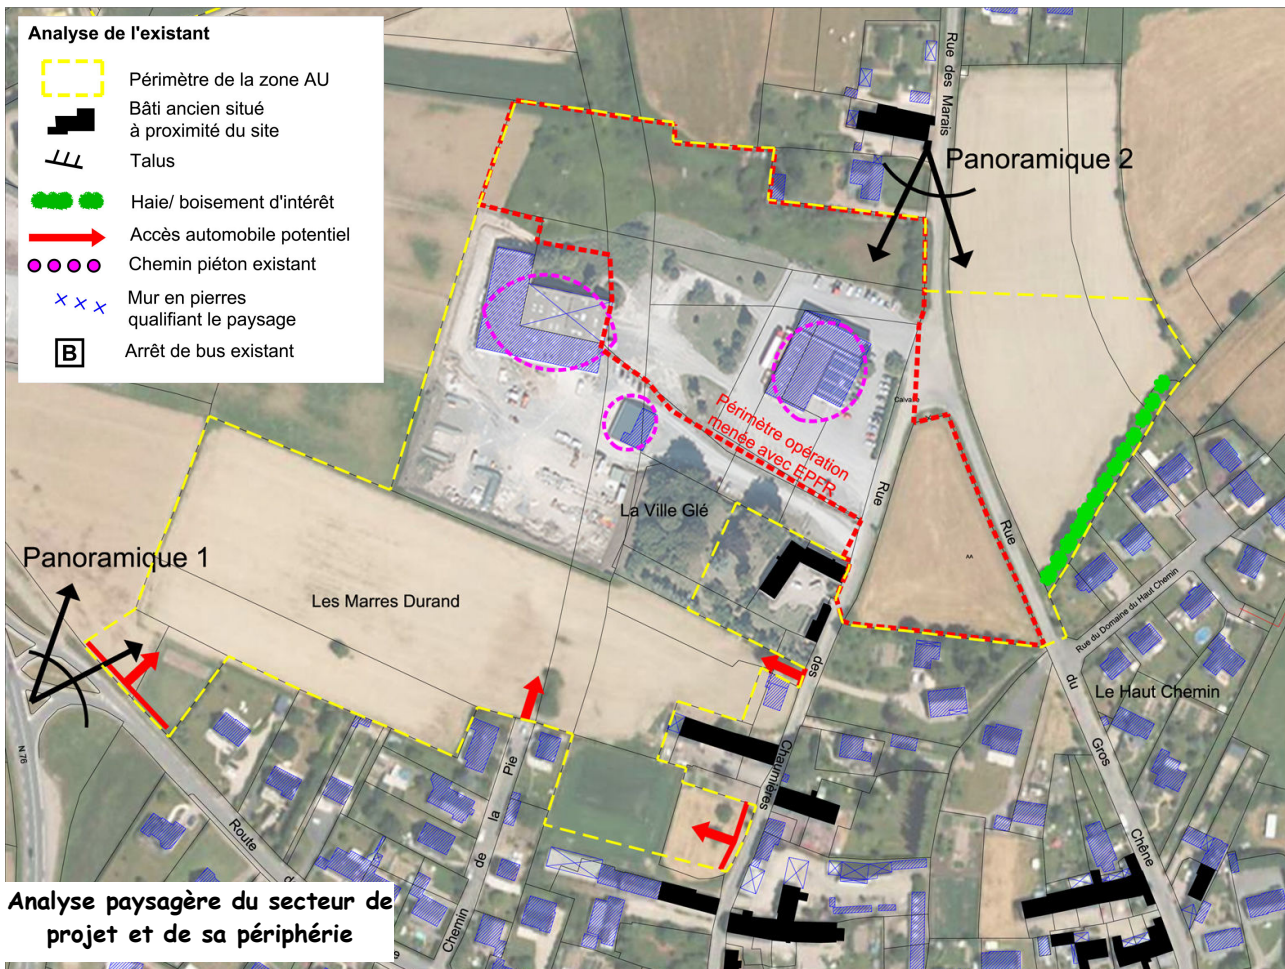 Analyse de l'existant
Périmètre de la zone AU
Bâti ancien situé
à proximité du site
Talus
Haie/ boisement d'intérêt
Accès automobile potentiel
Chemin piéton existant
Mur en pierres
qualifiant le paysage
B
Arrêt de bus existant
Rue des Marais
Panoramique 2
Calvaire
Périmètre opération
menée avec EPFR
La Ville Glé
Rue
Rue
Panoramique 1
Les Marres Durand
Rue du Domaine du Haut Chemin
des
du
Le Haut Chemin
N 76
Route
Chemin de la Pie
Chaumières
Gros
Chêne
Analyse paysagère du secteur de
projet et de sa périphérie